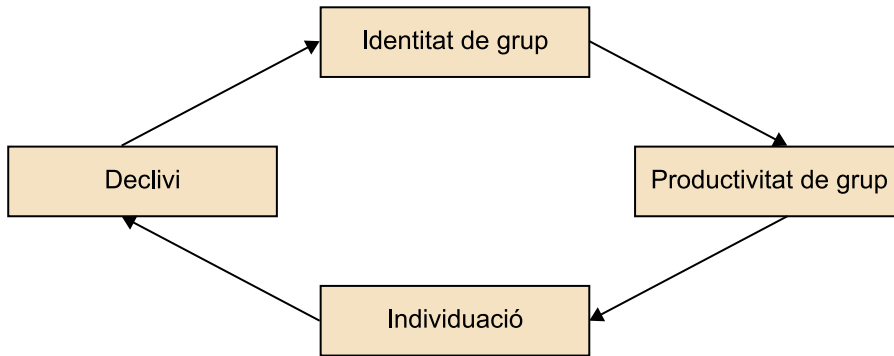 Identitat de grup
Declivi
Productivitat de grup
Individuació